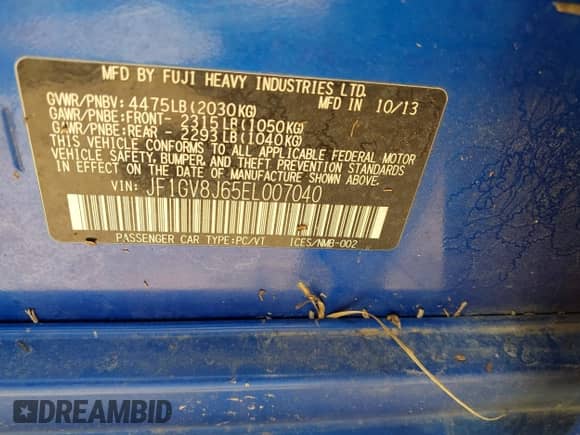 MFD BY FUJI HEAVY INDUSTRIES LTD.
GVWR/PNBV: 4475LB(2030KG) MFD IN 10/13
GAWR/PNBE:FRONT- 2315LB(1050KG)
GAWR/PNBE:REAR - 2293LB(1040KG)
THIS VEHICLE CONFORMS TO ALL APPLICABLE FEDERAL MOTOR
VEHICLE SAFETY, BUMPER, AND THEFT PREVENTION STANDARDS
IN EFFECT ON THE DATE OF MANUFACTURE SHOWN ABOVE.
VIN: JF1GV8J65EL007040
PASSENGER CAR TYPE:PC/VT ICES/NMB-002
DREAMBID